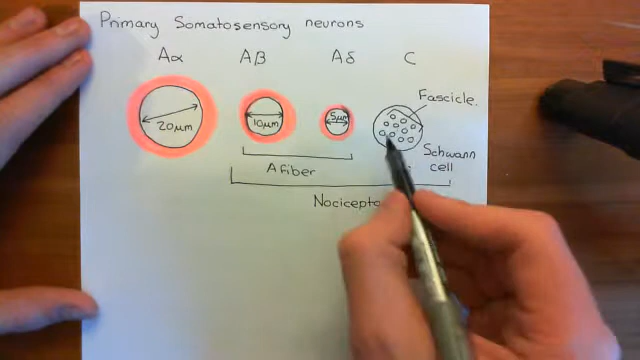 Primary Somatosensory neurons
Aα Aβ Aδ C
20μm 10μm 5μm
Fascicle.
Schwann
cell
A fiber